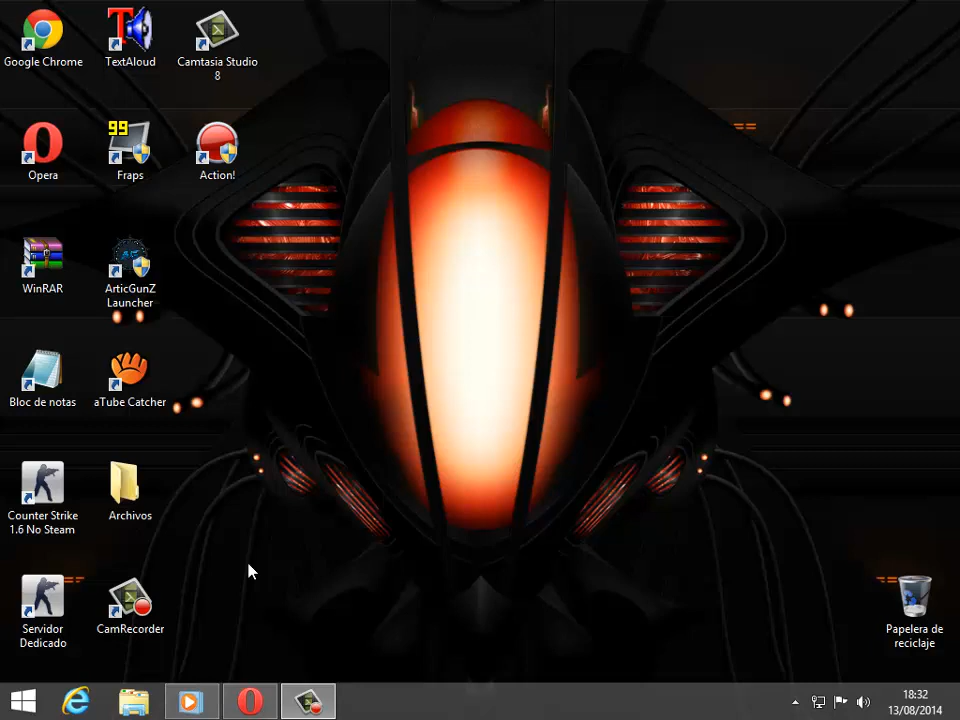 Google Chrome
TextAloud
Camtasia Studio
8
Opera
99
Fraps
Action!
WinRAR
ArticGunZ
Launcher
Bloc de notas
aTube Catcher
Counter Strike
1.6 No Steam
Archivos
Servidor
Dedicado
CamRecorder
Papelera de
reciclaje
18:32
13/08/2014